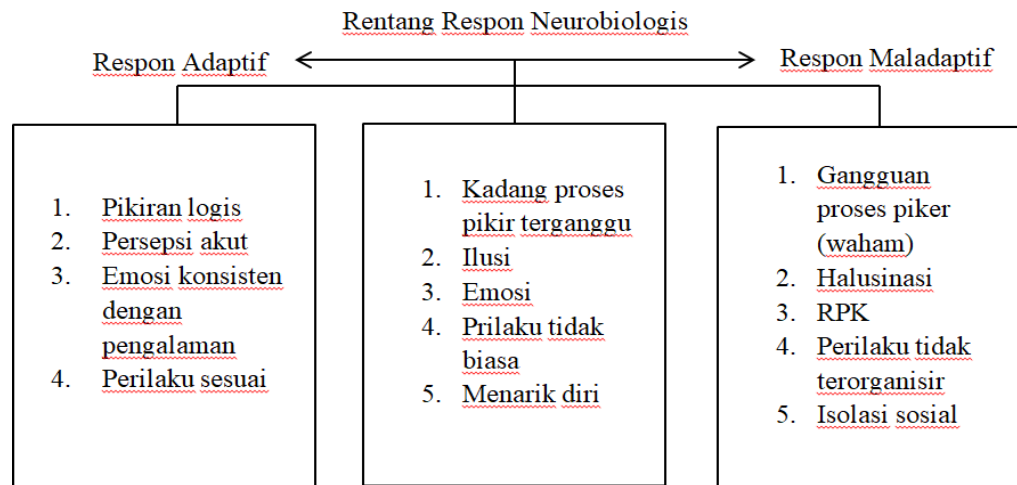 Rentang Respon Neurobiologis
Respon Adaptif
Respon Maladaptif
1. Pikiran logis
2. Persepsi akut
3. Emosi konsisten
dengan
pengalaman
4. Perilaku sesuai
1. Kadang proses
pikir terganggu
2. Ilusi
3. Emosi
4. Prilaku tidak
biasa
5. Menarik diri
1. Gangguan
proses piker
(waham)
2. Halusinasi
3. RPK
4. Perilaku tidak
terorganisir
5. Isolasi sosial